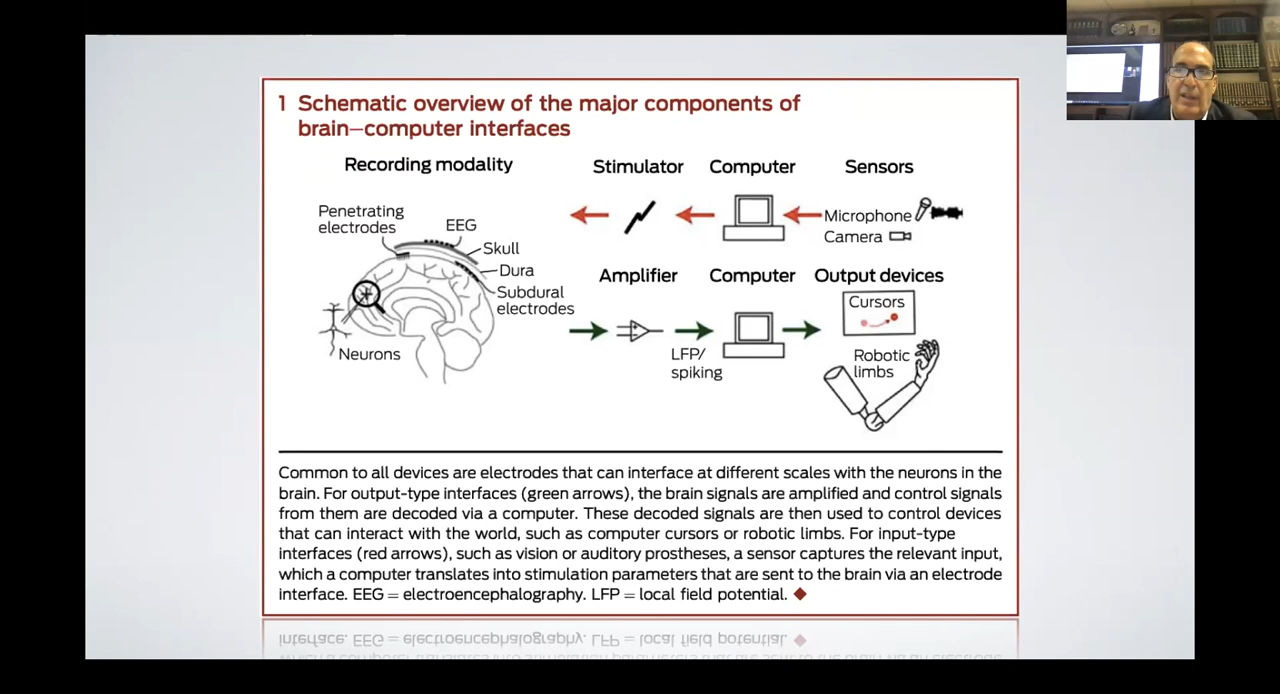 1 Schematic overview of the major components of
brain–computer interfaces
Recording modality
Stimulator
Computer
Sensors
Penetrating
electrodes
EEG
Skull
Dura
Subdural
electrodes
Neurons
Microphone
Camera
Amplifier
Computer
Output devices
LFP/
spiking
Cursors
Robotic
limbs
Common to all devices are electrodes that can interface at different scales with the neurons in the
brain. For output-type interfaces (green arrows), the brain signals are amplified and control signals
from them are decoded via a computer. These decoded signals are then used to control devices
that can interact with the world, such as computer cursors or robotic limbs. For input-type
interfaces (red arrows), such as vision or auditory prostheses, a sensor captures the relevant input,
which a computer translates into stimulation parameters that are sent to the brain via an electrode
interface. EEG = electroencephalography. LFP = local field potential. ◆